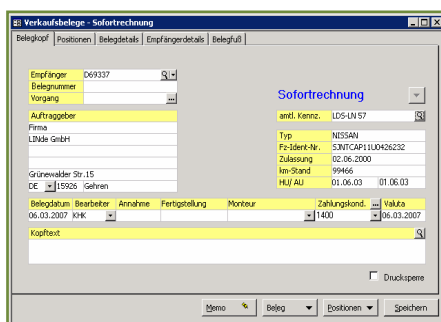 Verkaufsbelege - Sofortrechnung
Belegkopf Positionen Belegdetails Empfängerdetails Belegfuß
Empfänger D69337
Belegnummer
Vorgang ...
Sofortrechnung
Auftraggeber
Firma
LINde GmbH
Grünewalder Str.15
DE 15926 Gehren
amtl. Kennz. LDS-LN 57
Typ NISSAN
Fz-Ident-Nr. SJNTCAP11U0426232
Zulassung 02.06.2000
km-Stand 99466
HU/ AU 01.06.03 01.06.03
Belegdatum Bearbeiter Annahme Fertigstellung Monteur Zahlungskond. ... Valuta
06.03.2007 KHK 1400 06.03.2007
Kopftext
Drucksperre
Memo Beleg Positionen Speichern